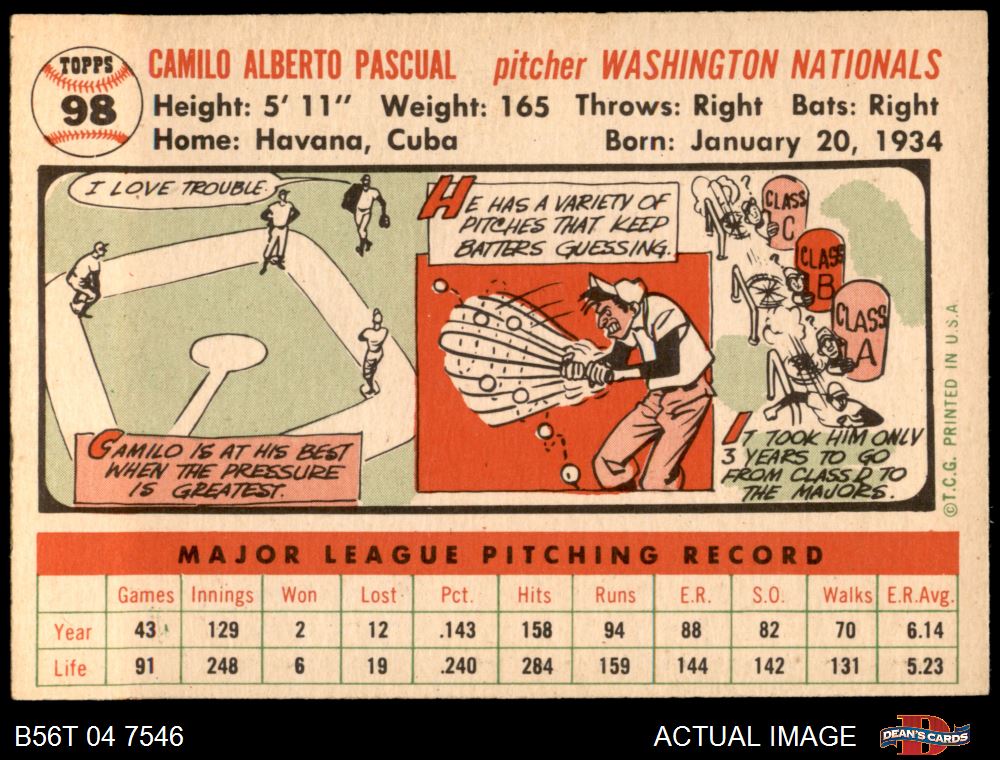 TOPPS
98
CAMILO ALBERTO PASCUAL pitcher WASHINGTON NATIONALS
Height: 5' 11" Weight: 165 Throws: Right Bats: Right
Home: Havana, Cuba Born: January 20, 1934
I LOVE TROUBLE.
CAMILO IS AT HIS BEST
WHEN THE PRESSURE
IS GREATEST.
HE HAS A VARIETY OF
PITCHES THAT KEEP
BATTERS GUESSING.
CLASS
C
CLASS
B
CLASS
A
IT TOOK HIM ONLY
3 YEARS TO GO
FROM CLASS D TO
THE MAJORS.
©T.C.G. PRINTED IN U.S.A.
MAJOR LEAGUE PITCHING RECORD
Games Innings Won Lost Pct. Hits Runs E.R. S.O. Walks E.R.Avg.
Year 43 129 2 12 .143 158 94 88 82 70 6.14
Life 91 248 6 19 .240 284 159 144 142 131 5.23
B56T 04 7546
ACTUAL IMAGE
D
DEAN'S CARDS